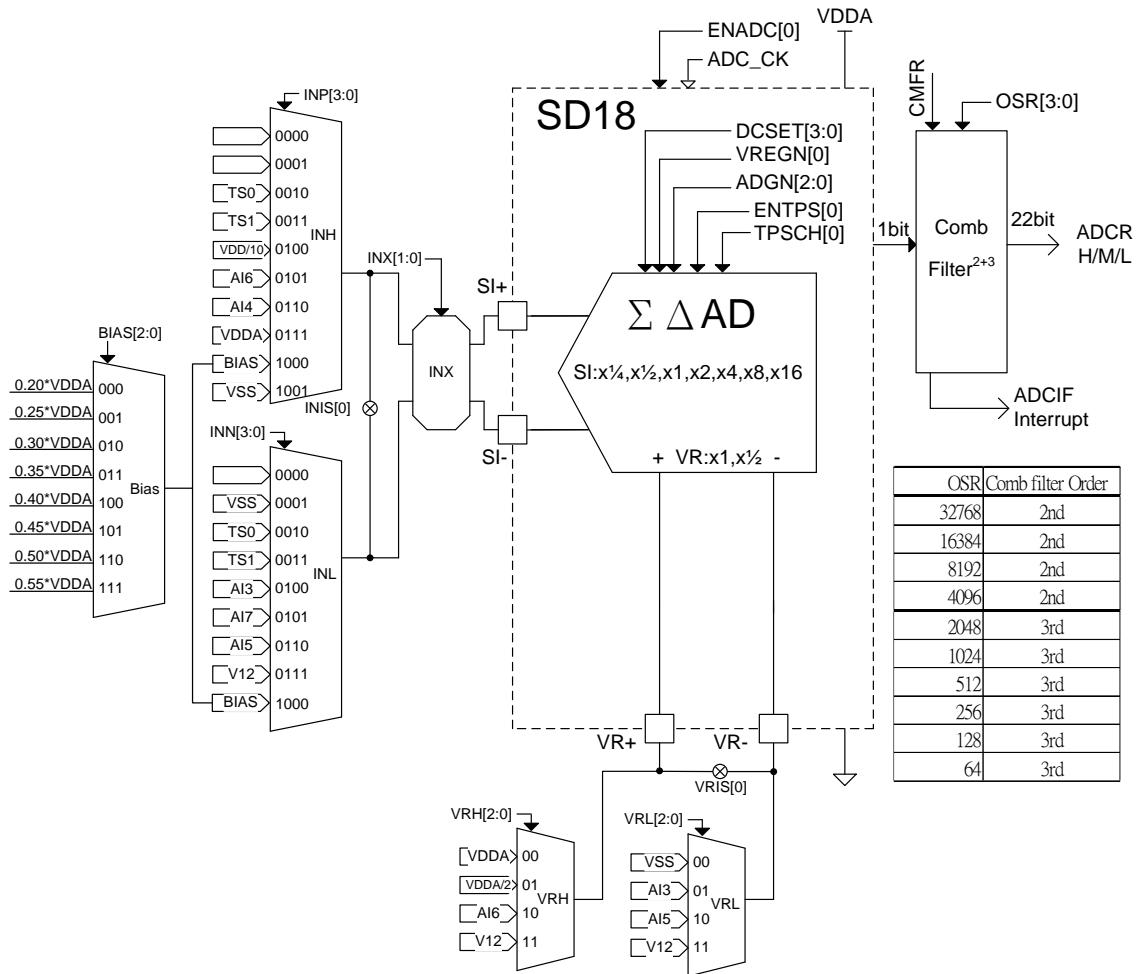 ENADC[0]
ADC_CK
VDDA
SD18
DCSET[3:0]
VREGN[0]
ADGN[2:0]
ENTPS[0]
TPSCH[0]
CMFR
OSR[3:0]
1bit
Comb
Filter2+3
22bit
ADCR
H/M/L
ADCIF
Interrupt
INP[3:0]
0000
0001
TS0 0010
TS1 0011
VDD/10 0100
AI6 0101
AI4 0110
VDDA 0111
BIAS 1000
VSS 1001
INH
INIS[0]
INX[1:0]
INX
SI+
SI-
Σ Δ AD
SI:x¼,x½,x1,x2,x4,x8,x16
+ VR:x1,x½ -
BIAS[2:0]
0.20*VDDA 000
0.25*VDDA 001
0.30*VDDA 010
0.35*VDDA 011
0.40*VDDA 100
0.45*VDDA 101
0.50*VDDA 110
0.55*VDDA 111
Bias
INN[3:0]
0000
VSS 0001
TS0 0010
TS1 0011
AI3 0100
AI7 0101
AI5 0110
V12 0111
BIAS 1000
INL
VR+
VR-
VRIS[0]
VRH[2:0]
VDDA 00
VDDA/2 01
AI6 10
V12 11
VRH
VRL[2:0]
VSS 00
AI3 01
AI5 10
V12 11
VRL
OSR Comb filter Order
32768 2nd
16384 2nd
8192 2nd
4096 2nd
2048 3rd
1024 3rd
512 3rd
256 3rd
128 3rd
64 3rd